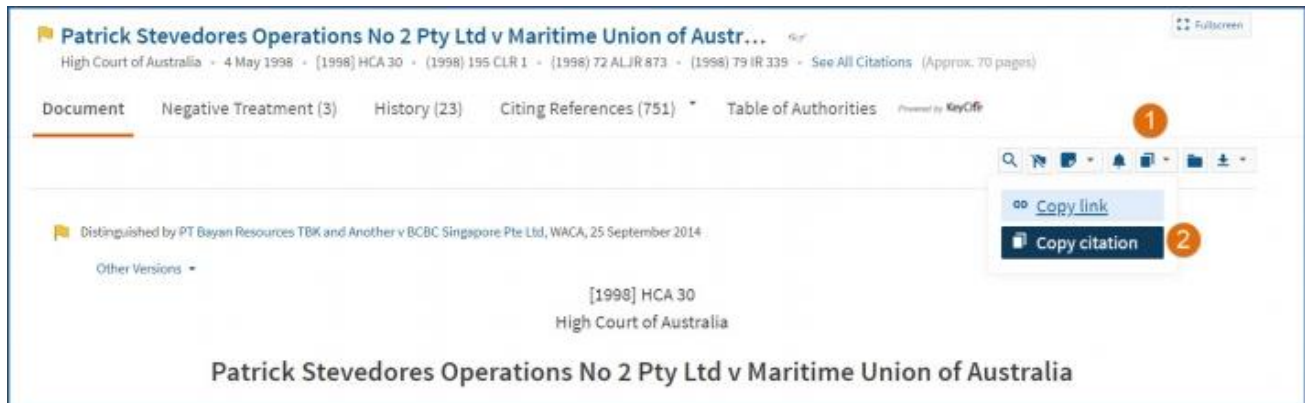 Patrick Stevedores Operations No 2 Pty Ltd v Maritime Union of Austr...
Fullscreen
High Court of Australia - 4 May 1998 - [1998] HCA 30 - (1998) 195 CLR 1 - (1998) 72 ALJR 873 - (1998) 79 IR 339 - See All Citations (Approx. 70 pages)
Document Negative Treatment (3) History (23) Citing References (751) Table of Authorities Powered by KeyCite
1
Copy link
Copy citation 2
Distinguished by PT Bayan Resources TBK and Another v BCBC Singapore Pte Ltd, WACA, 25 September 2014
Other Versions
[1998] HCA 30
High Court of Australia
Patrick Stevedores Operations No 2 Pty Ltd v Maritime Union of Australia